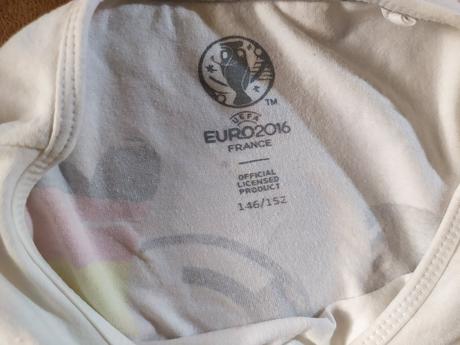 TM
UEFA
EURO2016
FRANCE
OFFICIAL
LICENSED
PRODUCT
146/152